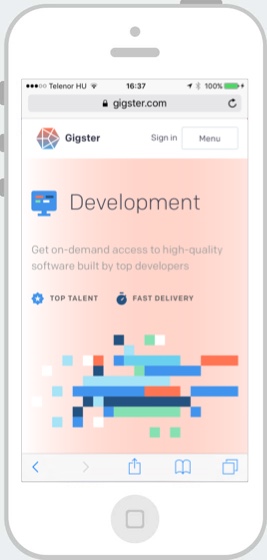 Telenor HU 16:37 100%
gigster.com
Gigster Sign in Menu
Development
Get on-demand access to high-quality
software built by top developers
TOP TALENT FAST DELIVERY